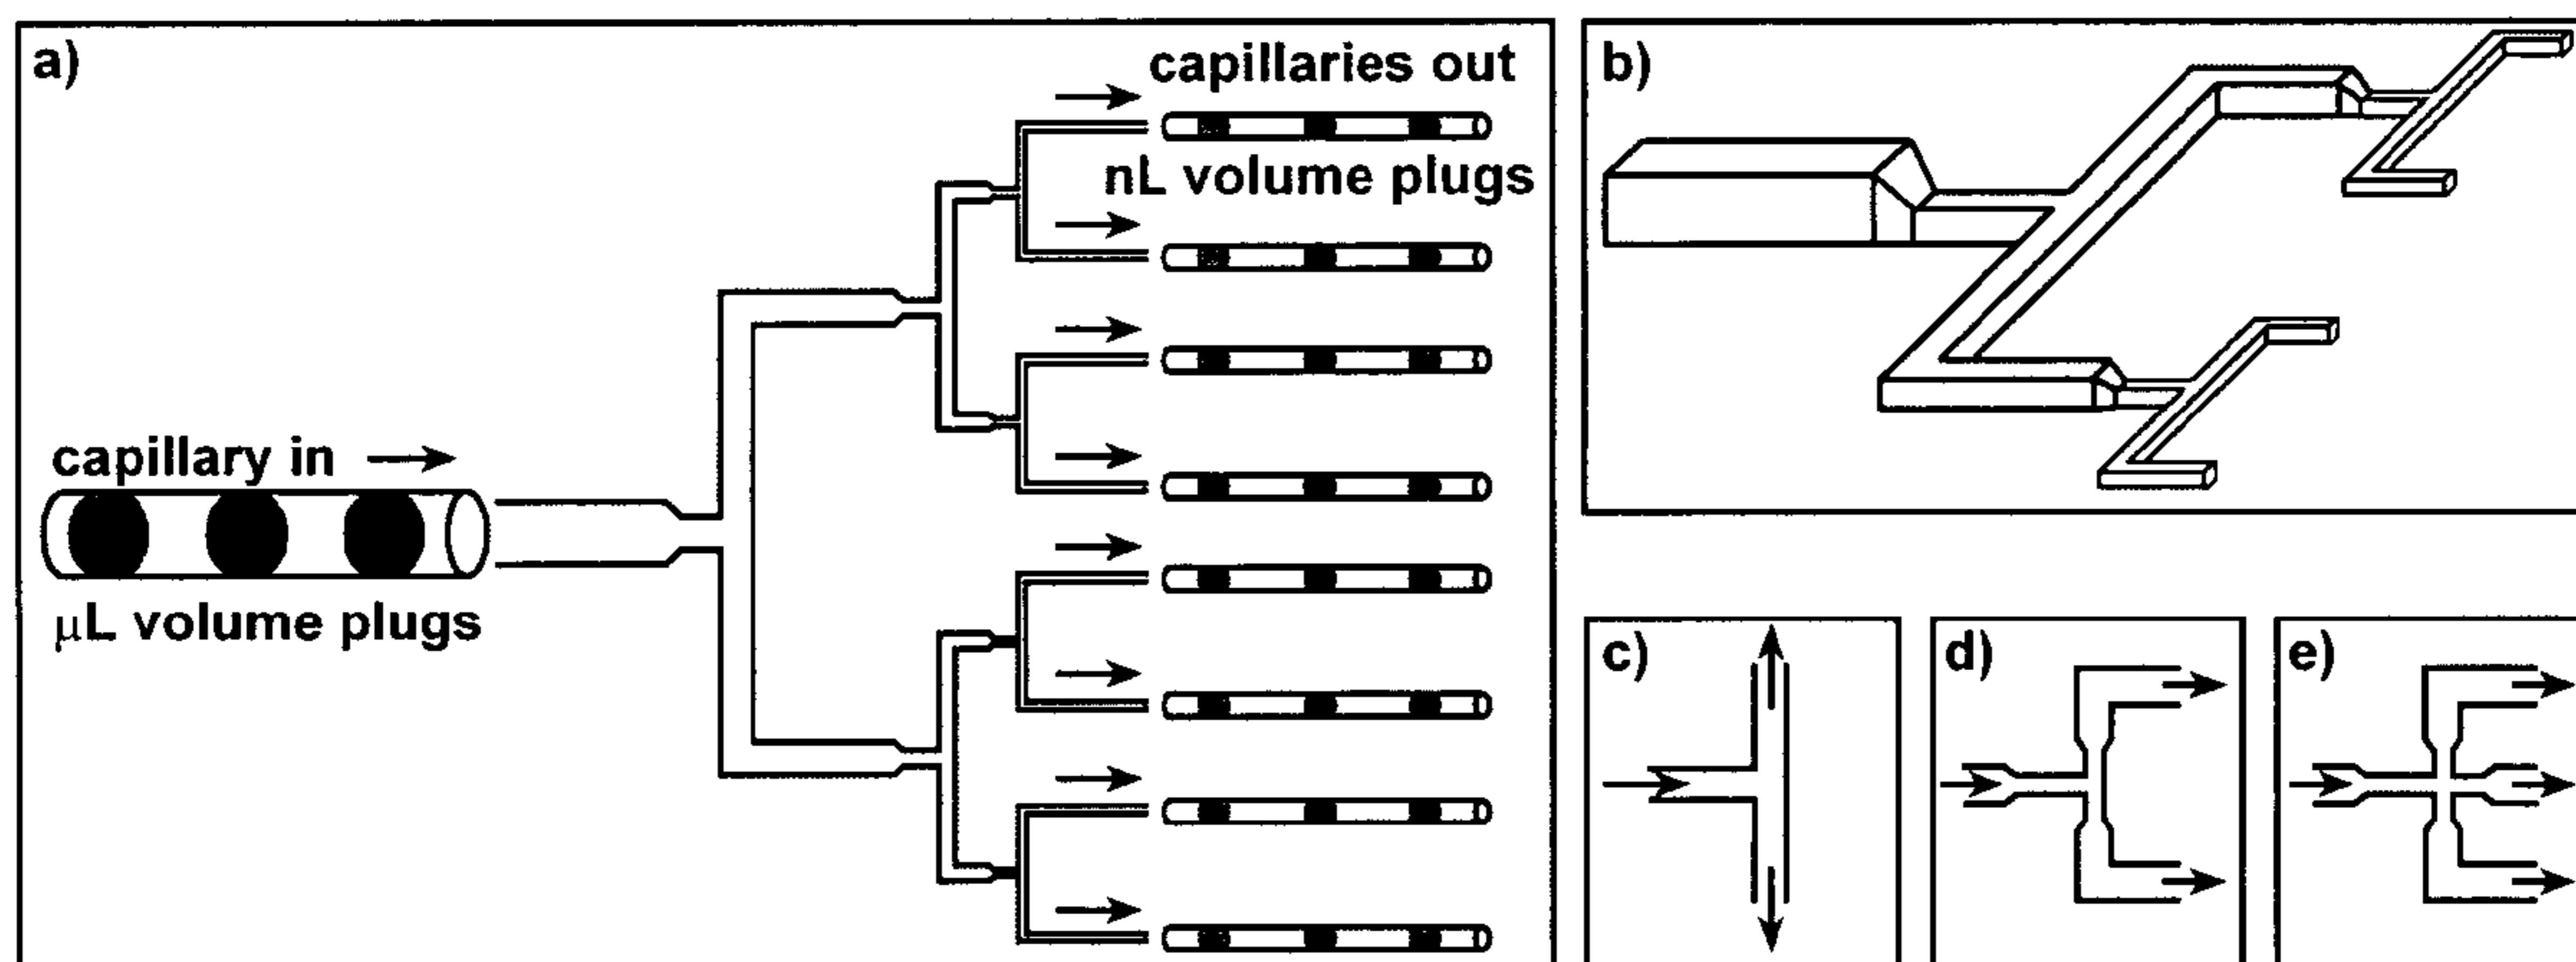 a)
capillaries out
nL volume plugs
capillary in
μL volume plugs
b)
c)
d)
e)